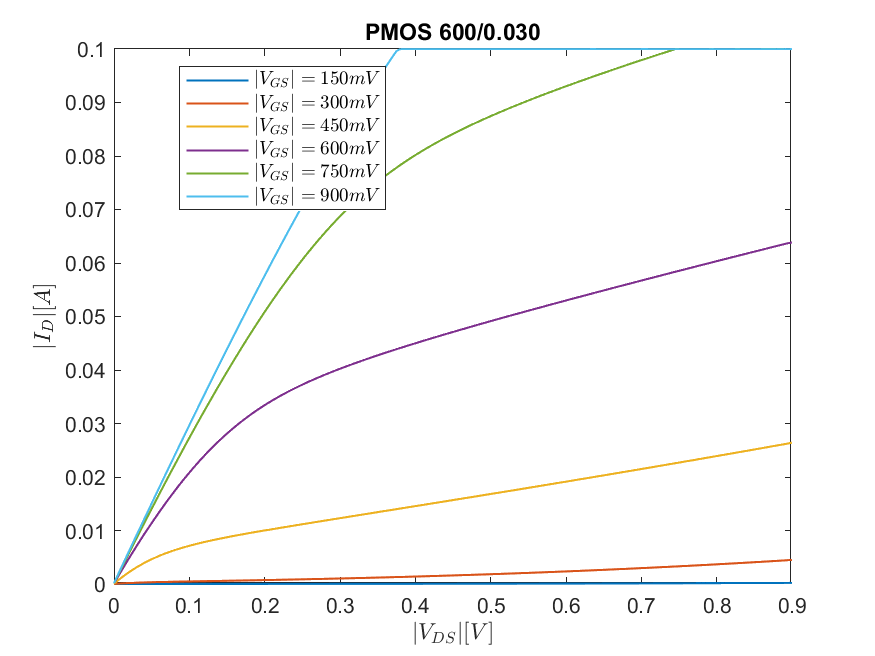 PMOS 600/0.030
|I_D|[A]
0.1
0.09
0.08
0.07
0.06
0.05
0.04
0.03
0.02
0.01
0
|V_GS| = 150mV
|V_GS| = 300mV
|V_GS| = 450mV
|V_GS| = 600mV
|V_GS| = 750mV
|V_GS| = 900mV
0 0.1 0.2 0.3 0.4 0.5 0.6 0.7 0.8 0.9
|V_DS|[V]